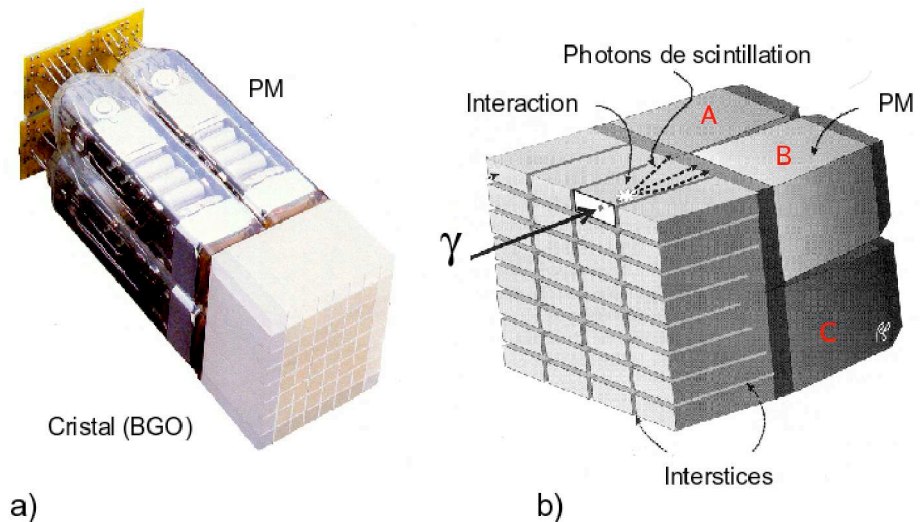 PM
Cristal (BGO)
a)
Photons de scintillation
Interaction
PM
A
B
γ
C
Interstices
b)